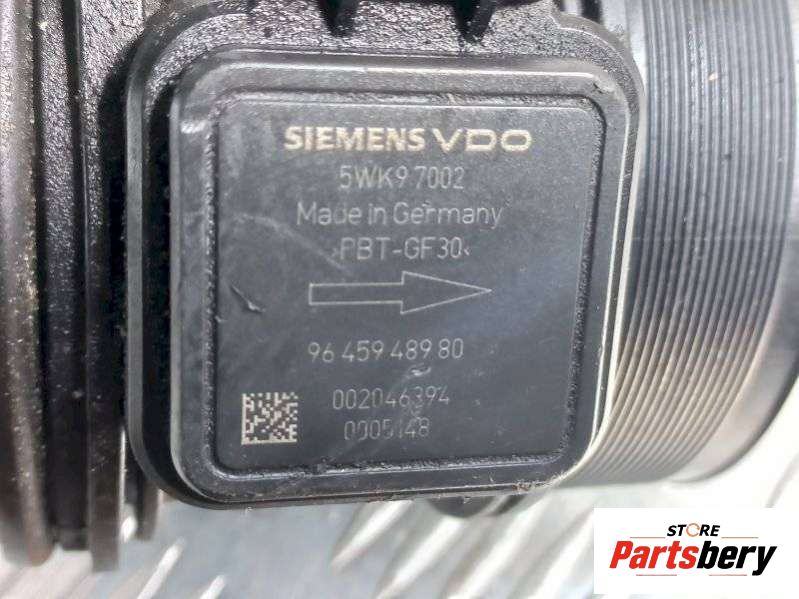 SIEMENS VDO
5WK9 7002
Made in Germany
›PBT-GF30‹
96 459 489 80
002046394
0005148
STORE
Partsbery